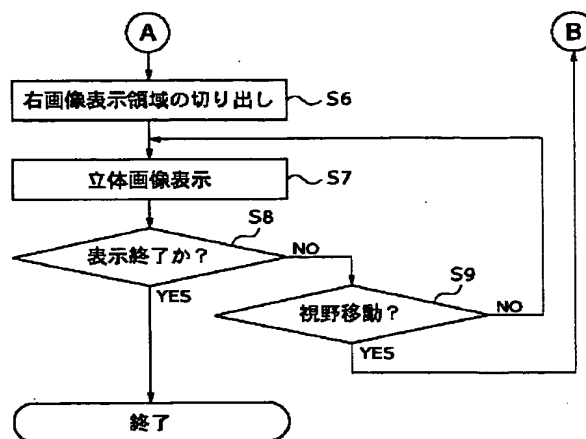 A
B
右画像表示領域の切り出し
S6
立体画像表示
S7
表示終了か？
S8
NO
YES
視野移動？
S9
NO
YES
終了